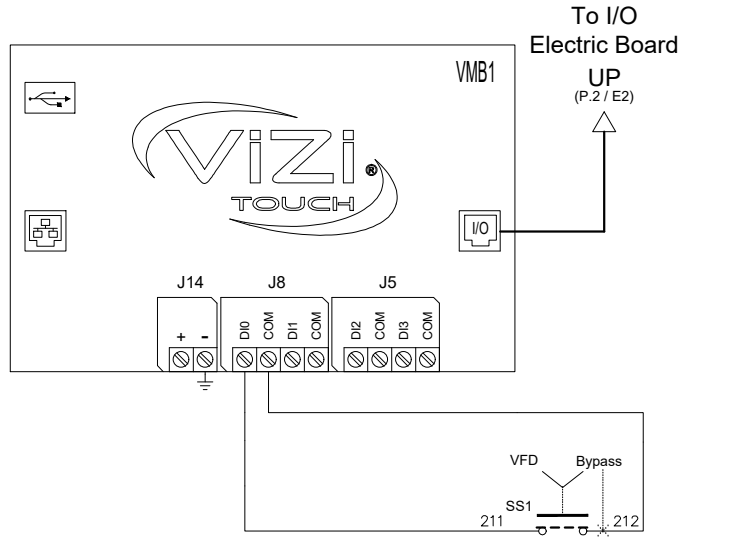 To I/O
Electric Board
UP
(P.2 / E2)
VMB1
ViZi®
TOUCH
I/O
J14 J8 J5
+ - DI0 COM DI1 COM DI2 COM DI3 COM
VFD Bypass
SS1
211 212